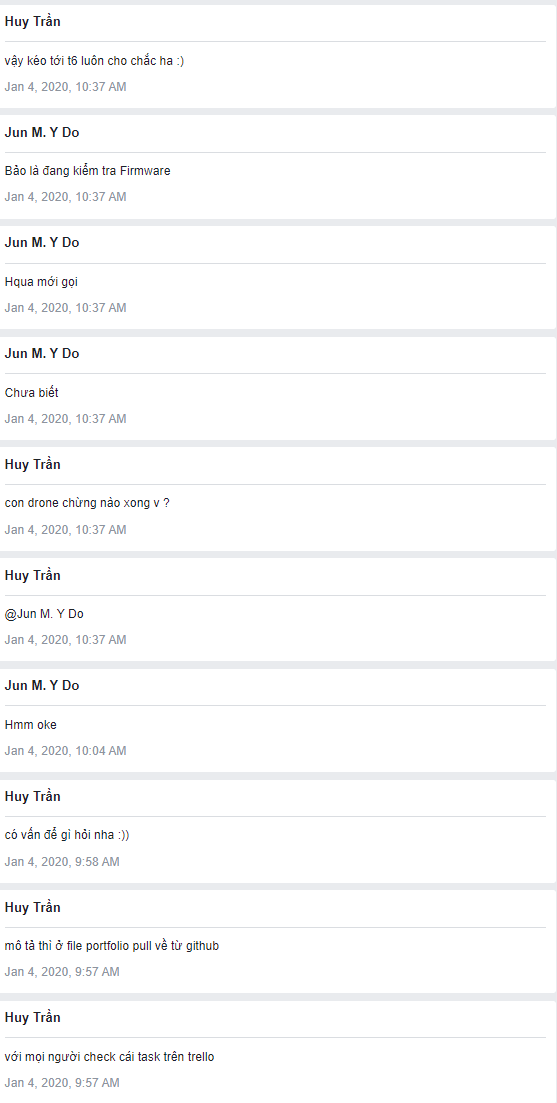 Huy Trần
vậy kéo tới t6 luôn cho chắc ha :)
Jan 4, 2020, 10:37 AM
Jun M. Y Do
Bảo là đang kiểm tra Firmware
Jan 4, 2020, 10:37 AM
Jun M. Y Do
Hqua mới gọi
Jan 4, 2020, 10:37 AM
Jun M. Y Do
Chưa biết
Jan 4, 2020, 10:37 AM
Huy Trần
con drone chừng nào xong v ?
Jan 4, 2020, 10:37 AM
Huy Trần
@Jun M. Y Do
Jan 4, 2020, 10:37 AM
Jun M. Y Do
Hmm oke
Jan 4, 2020, 10:04 AM
Huy Trần
có vấn để gì hỏi nha :))
Jan 4, 2020, 9:58 AM
Huy Trần
mô tả thì ở file portfolio pull về từ github
Jan 4, 2020, 9:57 AM
Huy Trần
với mọi người check cái task trên trello
Jan 4, 2020, 9:57 AM